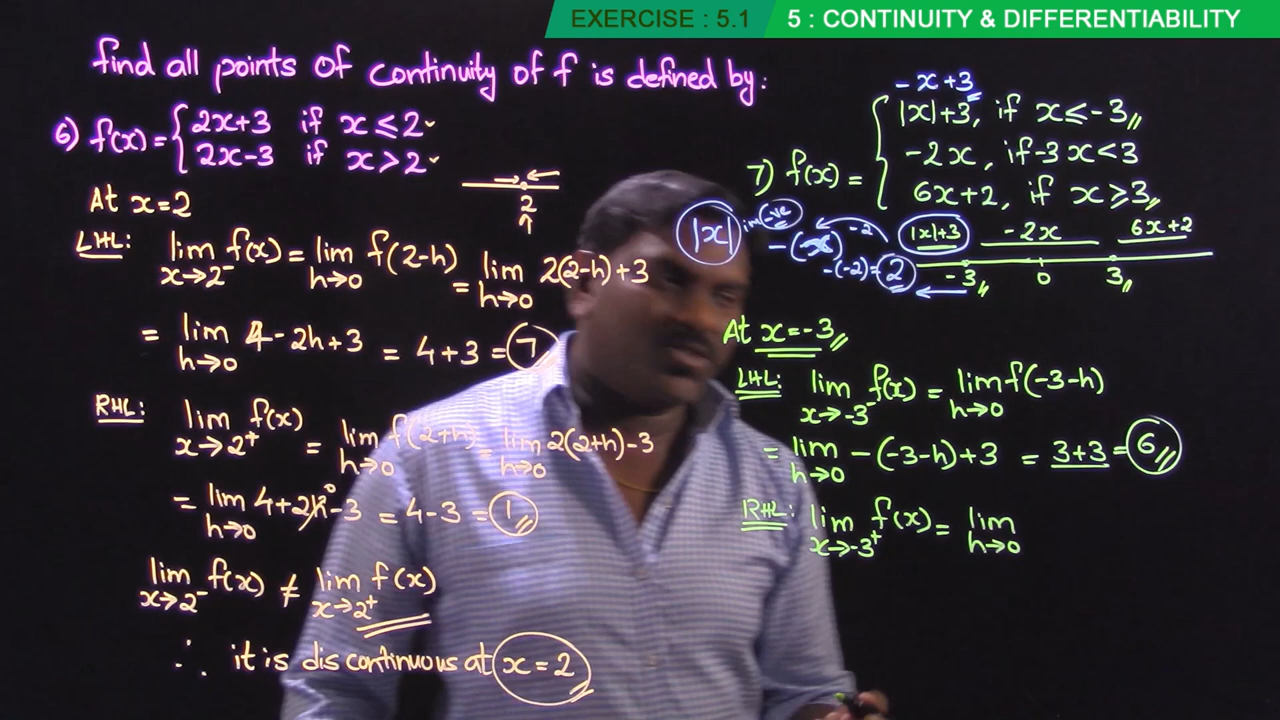 EXERCISE : 5.1
5 : CONTINUITY & DIFFERENTIABILITY
find all points of continuity of f is defined by:
6) f(x) = { 2x+3 if x ≤ 2
2x-3 if x > 2
At x=2
2
LHL: lim x→2⁻ f(x) = lim h→0 f(2-h) = lim h→0 2(2-h)+3
= lim h→0 4-2h+3 = 4+3 = 7
RHL: lim x→2⁺ f(x) = lim h→0 f(2+h) = lim h→0 2(2+h)-3
= lim h→0 4+2h⁰-3 = 4-3 = 1
lim x→2⁻ f(x) ≠ lim x→2⁺ f(x)
∴ it is discontinuous at x = 2
-x+3
7) f(x) = { |x|+3, if x ≤ -3
-2x, if -3 x < 3
6x+2, if x ≥ 3
|x| -ve -2 |x|+3 -2x 6x+2
-(-2) = 2 -3 0 3
At x = -3
LHL: lim x→-3⁻ f(x) = lim h→0 f(-3-h)
= lim h→0 -(-3-h)+3 = 3+3 = 6
RHL: lim x→-3⁺ f(x) = lim h→0